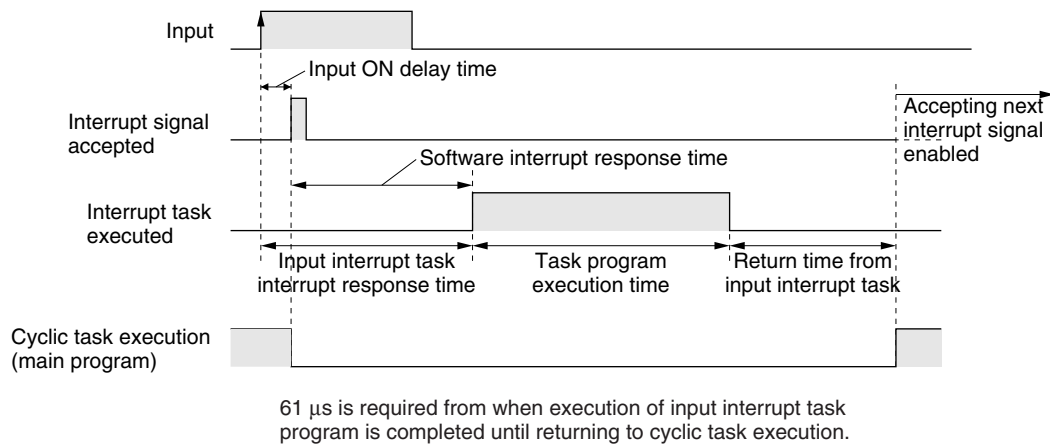 Input
Input ON delay time
Interrupt signal
accepted
Accepting next
interrupt signal
enabled
Software interrupt response time
Interrupt task
executed
Input interrupt task
interrupt response time
Task program
execution time
Return time from
input interrupt task
Cyclic task execution
(main program)
61 μs is required from when execution of input interrupt task
program is completed until returning to cyclic task execution.